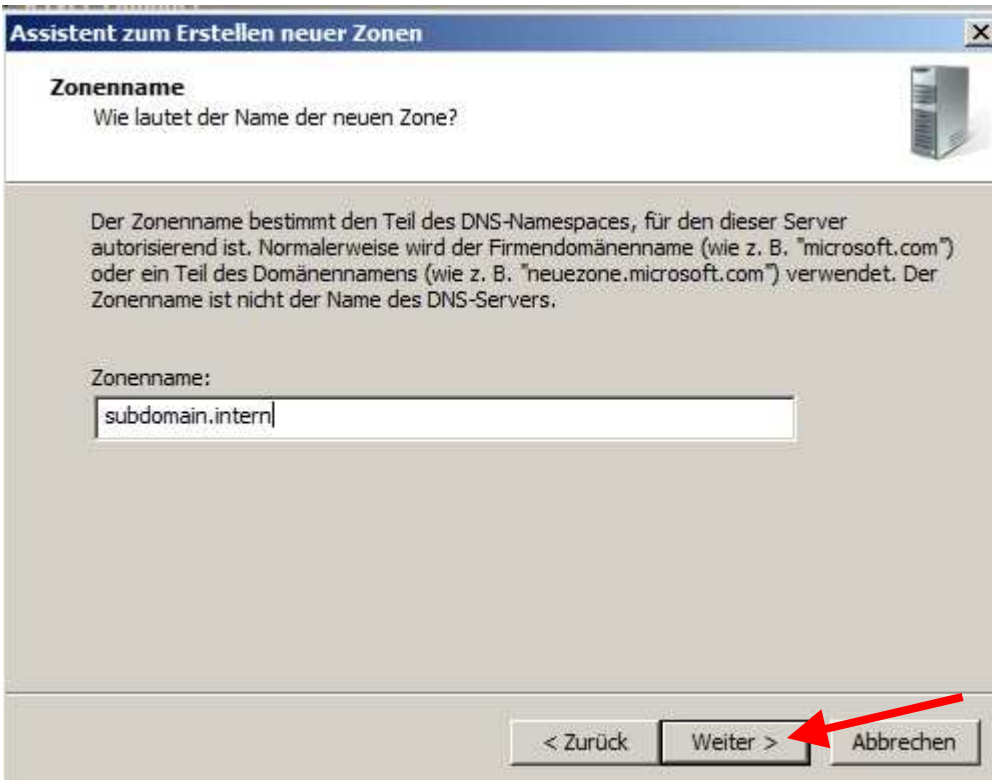 Assistent zum Erstellen neuer Zonen
Zonenname
Wie lautet der Name der neuen Zone?
Der Zonenname bestimmt den Teil des DNS-Namespaces, für den dieser Server
autorisierend ist. Normalerweise wird der Firmendomänenname (wie z. B. "microsoft.com")
oder ein Teil des Domänennamens (wie z. B. "neuezone.microsoft.com") verwendet. Der
Zonenname ist nicht der Name des DNS-Servers.
Zonenname:
subdomain.intern
< Zurück
Weiter >
Abbrechen